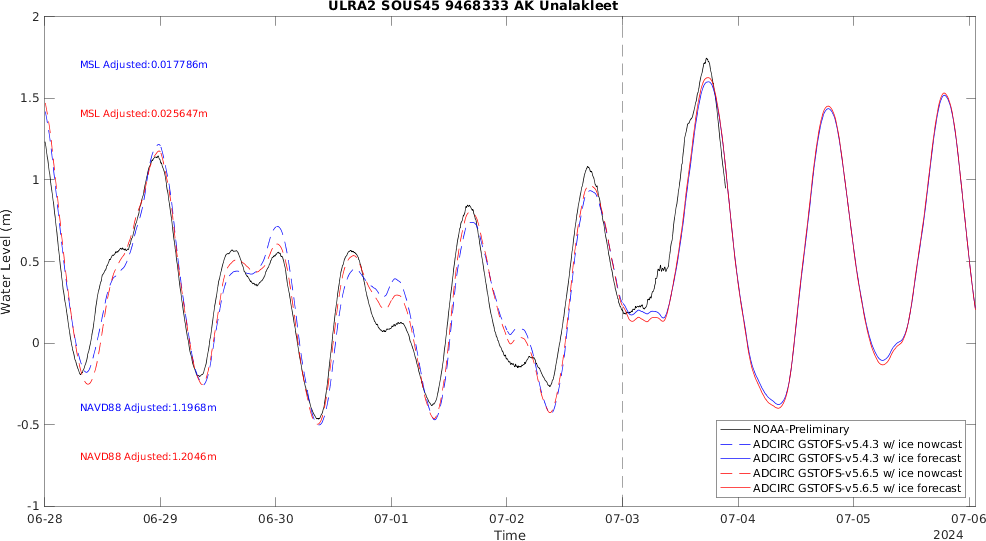 ULRA2 SOUS45 9468333 AK Unalakleet
2
1.5
1
0.5
0
-0.5
-1
Water Level (m)
MSL Adjusted:0.017786m
MSL Adjusted:0.025647m
NAVD88 Adjusted:1.1968m
NAVD88 Adjusted:1.2046m
NOAA-Preliminary
ADCIRC GSTOFS-v5.4.3 w/ ice nowcast
ADCIRC GSTOFS-v5.4.3 w/ ice forecast
ADCIRC GSTOFS-v5.6.5 w/ ice nowcast
ADCIRC GSTOFS-v5.6.5 w/ ice forecast
06-28 06-29 06-30 07-01 07-02 07-03 07-04 07-05 07-06
Time
2024